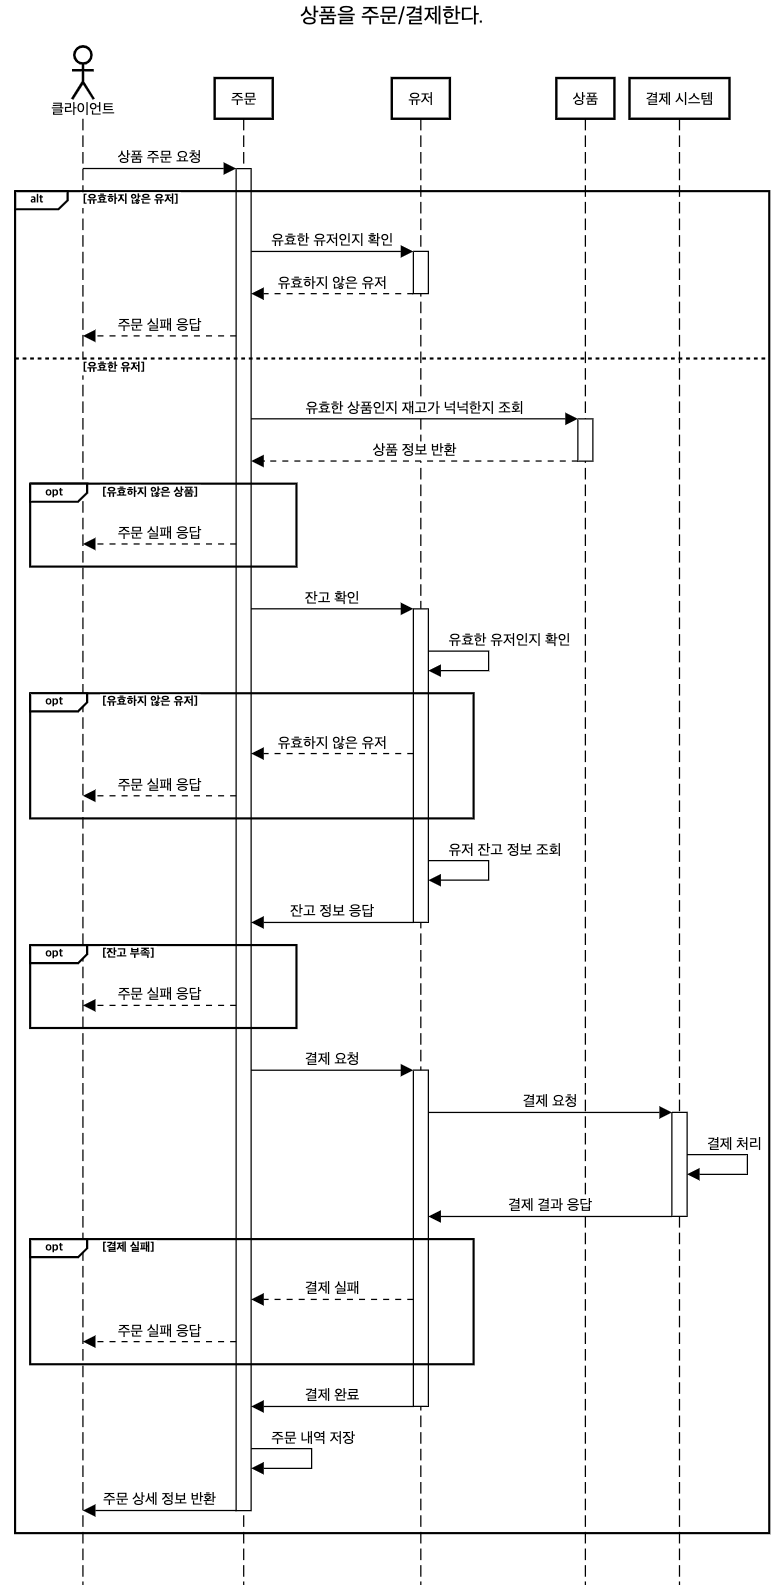 상품을 주문/결제한다.
클라이언트
주문
유저
상품
결제 시스템
상품 주문 요청
alt
[유효하지 않은 유저]
유효한 유저인지 확인
유효하지 않은 유저
주문 실패 응답
[유효한 유저]
유효한 상품인지 재고가 넉넉한지 조회
상품 정보 반환
opt
[유효하지 않은 상품]
주문 실패 응답
잔고 확인
유효한 유저인지 확인
opt
[유효하지 않은 유저]
유효하지 않은 유저
주문 실패 응답
유저 잔고 정보 조회
잔고 정보 응답
opt
[잔고 부족]
주문 실패 응답
결제 요청
결제 요청
결제 처리
결제 결과 응답
opt
[결제 실패]
결제 실패
주문 실패 응답
결제 완료
주문 내역 저장
주문 상세 정보 반환